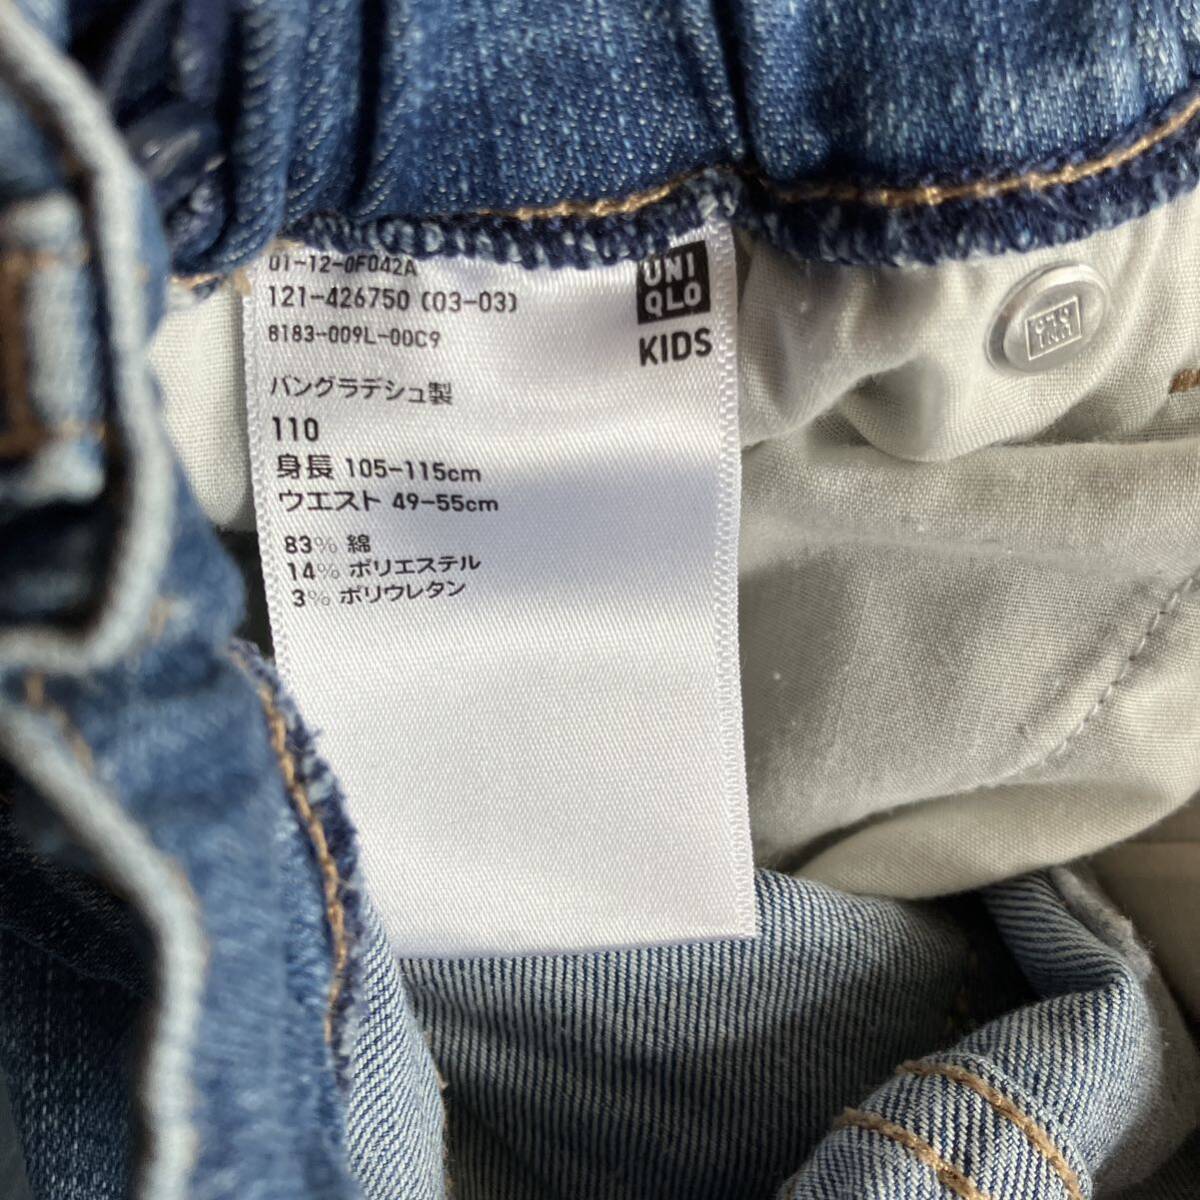 01-12-0F042A
121-426750 (03-03)
8183-009L-00C9
UNI
QLO
KIDS
バングラデシュ製
110
身長 105-115cm
ウエスト 49-55cm
83% 綿
14% ポリエステル
3% ポリウレタン